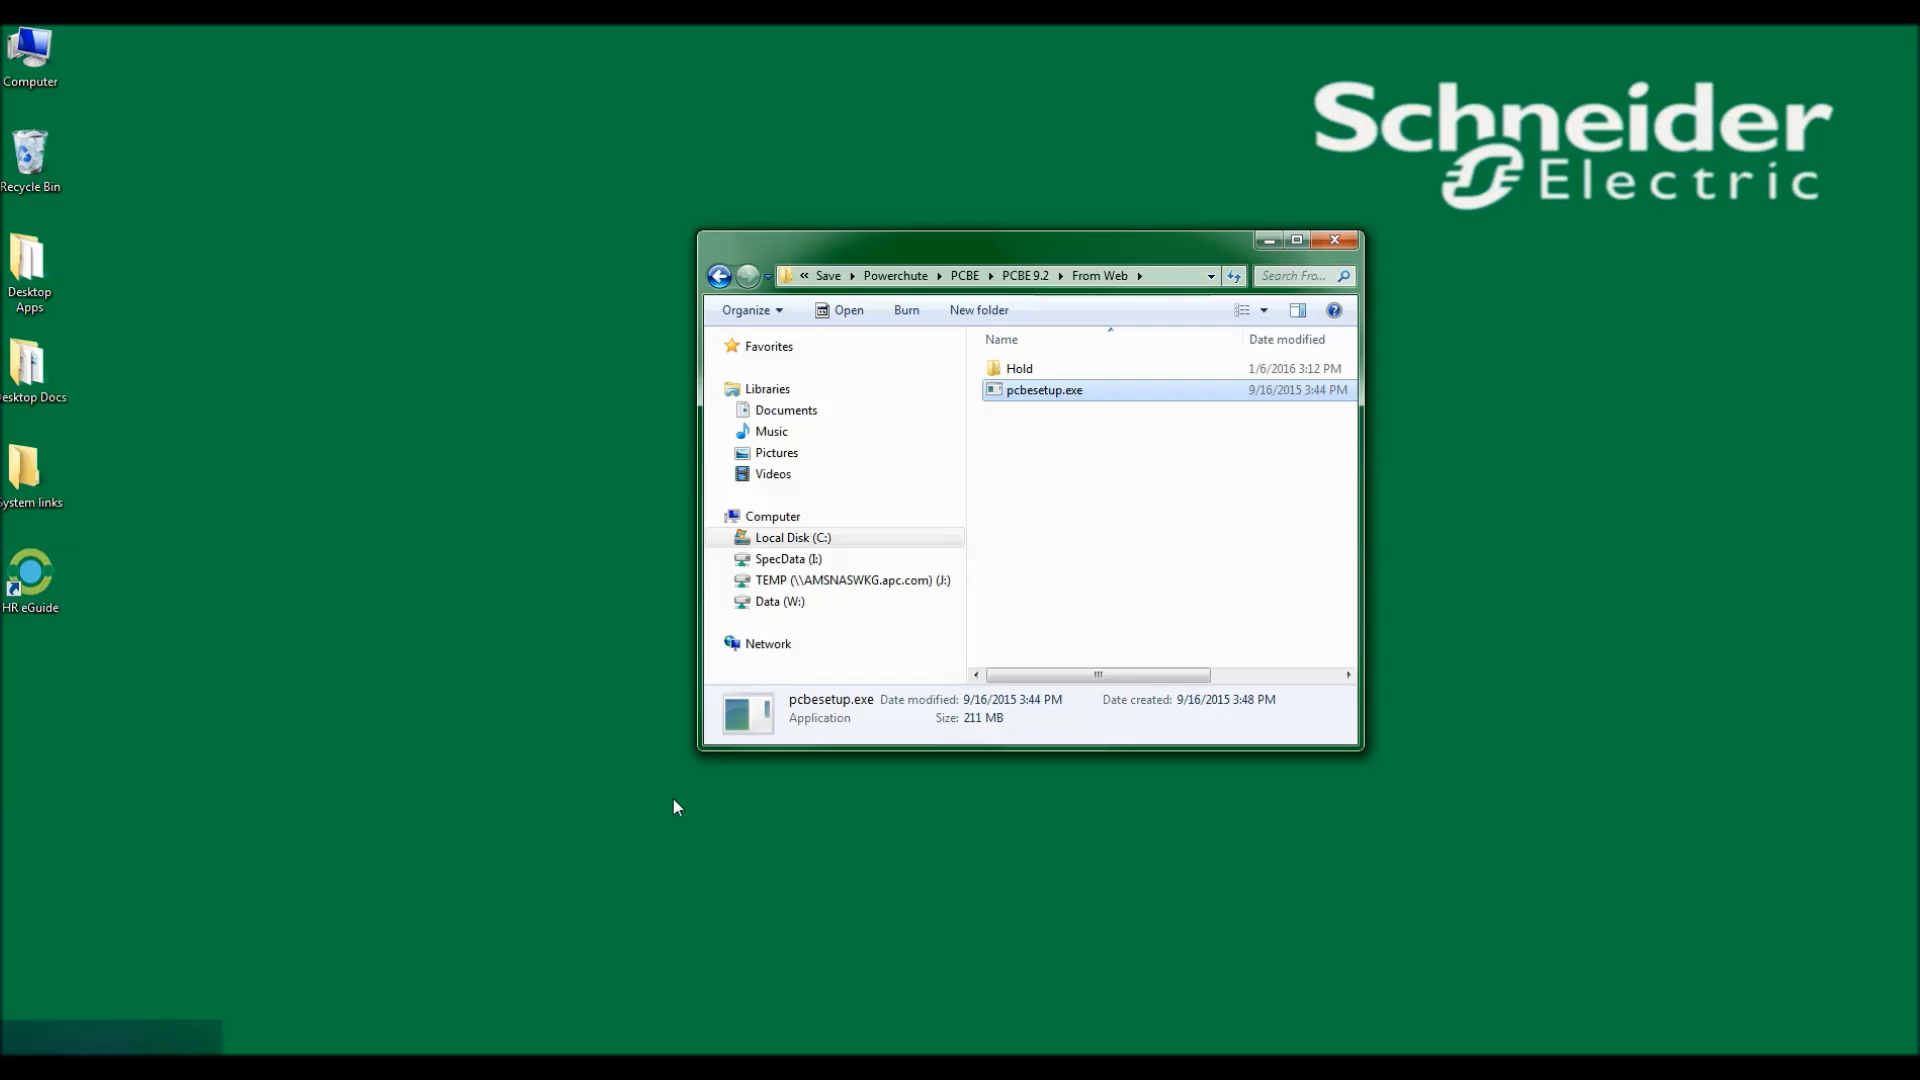 Computer
Recycle Bin
Desktop
Apps
esktop Docs
ystem links
HR eGuide
Schneider
Electric
« Save Powerchute PCBE PCBE 9.2 From Web
Search Fro...
Organize Open Burn New folder
Favorites
Libraries
Documents
Music
Pictures
Videos
Computer
Local Disk (C:)
SpecData (I:)
TEMP (\\AMSNASWKG.apc.com) (J:)
Data (W:)
Network
Name Date modified
Hold 1/6/2016 3:12 PM
pcbesetup.exe 9/16/2015 3:44 PM
pcbesetup.exe Date modified: 9/16/2015 3:44 PM Date created: 9/16/2015 3:48 PM
Application Size: 211 MB